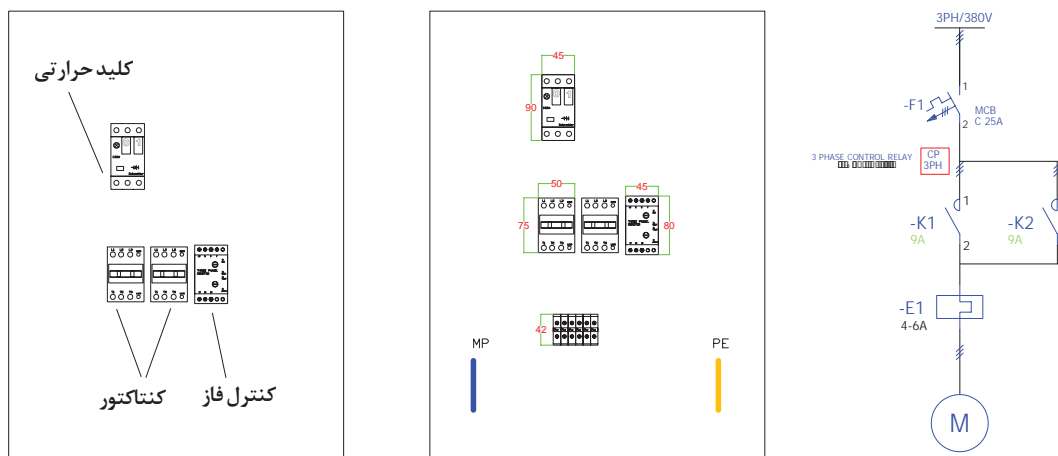 کلید حرارتی
کنتاکتور
کنترل فاز
45
90
50
75
45
80
42
MP
PE
3PH/380V
1
-F1
MCB
C 25A
2
3 PHASE CONTROL RELAY
CP
3PH
1
-K1
9A
2
-K2
9A
-E1
4-6A
M